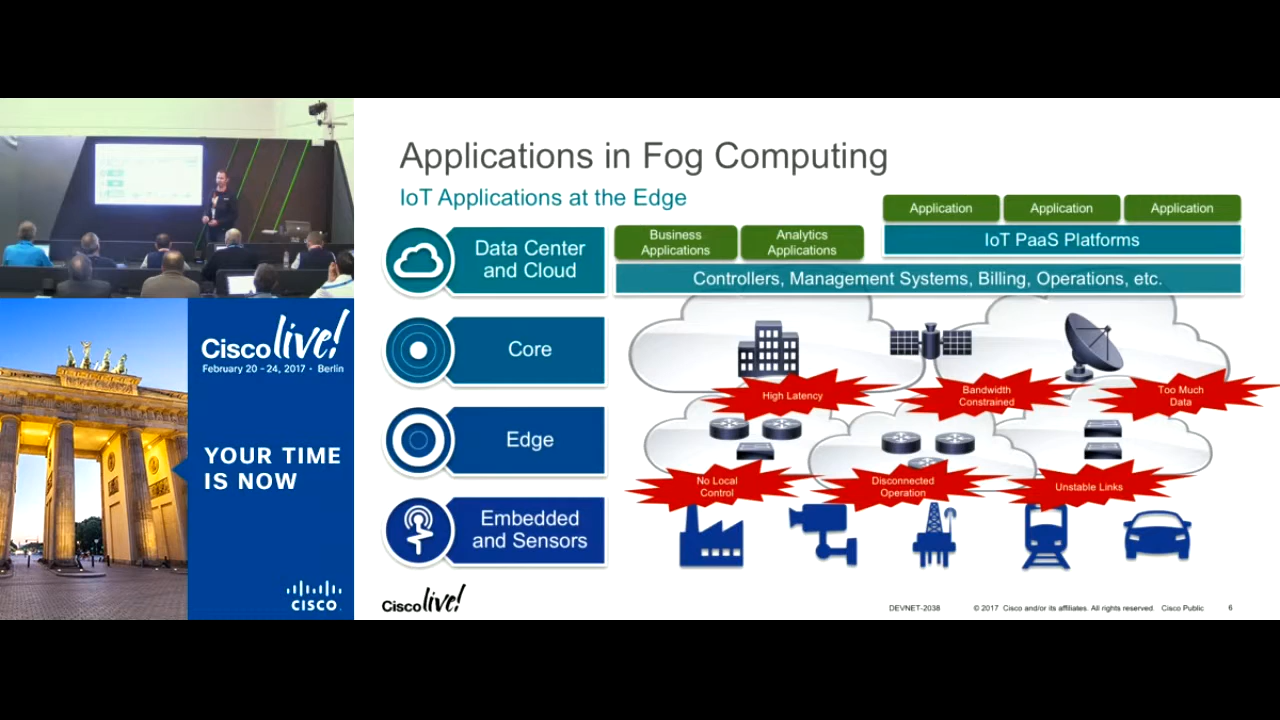 Applications in Fog Computing
IoT Applications at the Edge
Application
Application
Application
Business
Applications
Analytics
Applications
IoT PaaS Platforms
Data Center
and Cloud
Controllers, Management Systems, Billing, Operations, etc.
Core
High Latency
Bandwidth
Constrained
Too Much
Data
Edge
No Local
Control
Disconnected
Operation
Unstable Links
Embedded
and Sensors
Cisco live!
DEVNET-2038
© 2017 Cisco and/or its affiliates. All rights reserved.
Cisco Public
6
Cisco live!
February 20 - 24, 2017 · Berlin
YOUR TIME
IS NOW
CISCO